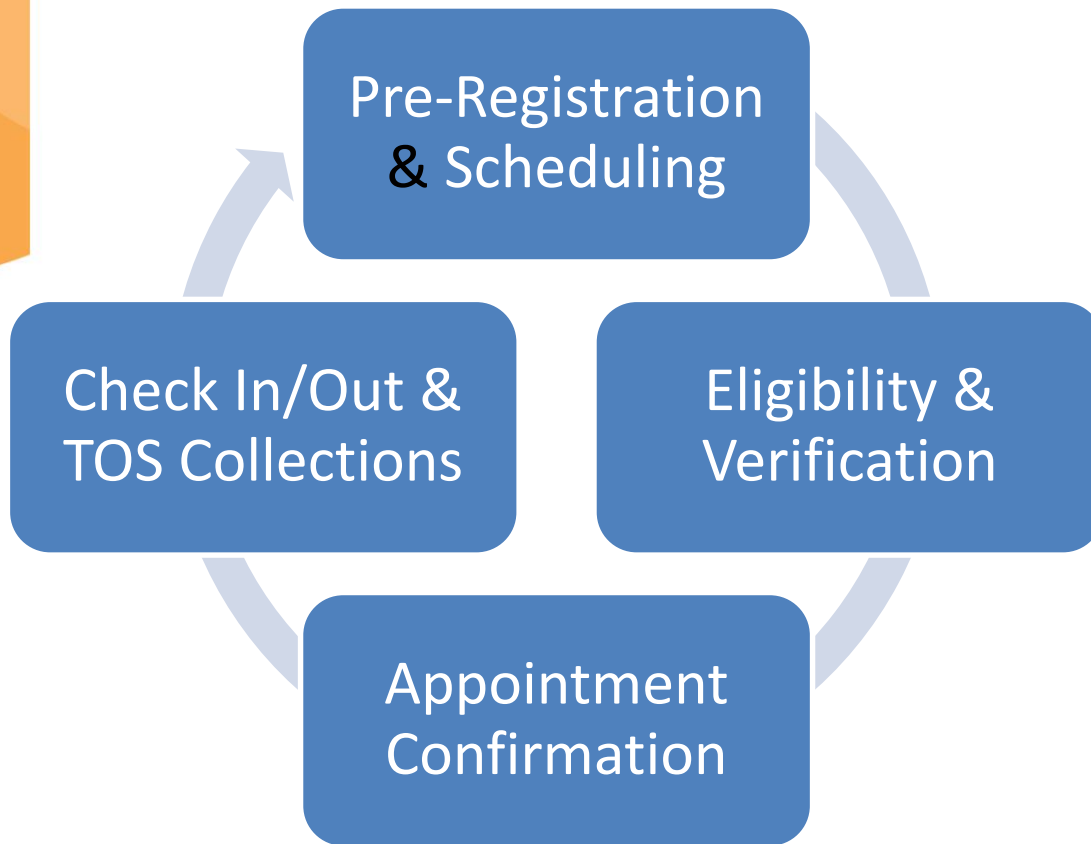 Pre-Registration
& Scheduling
Eligibility &
Verification
Appointment
Confirmation
Check In/Out &
TOS Collections